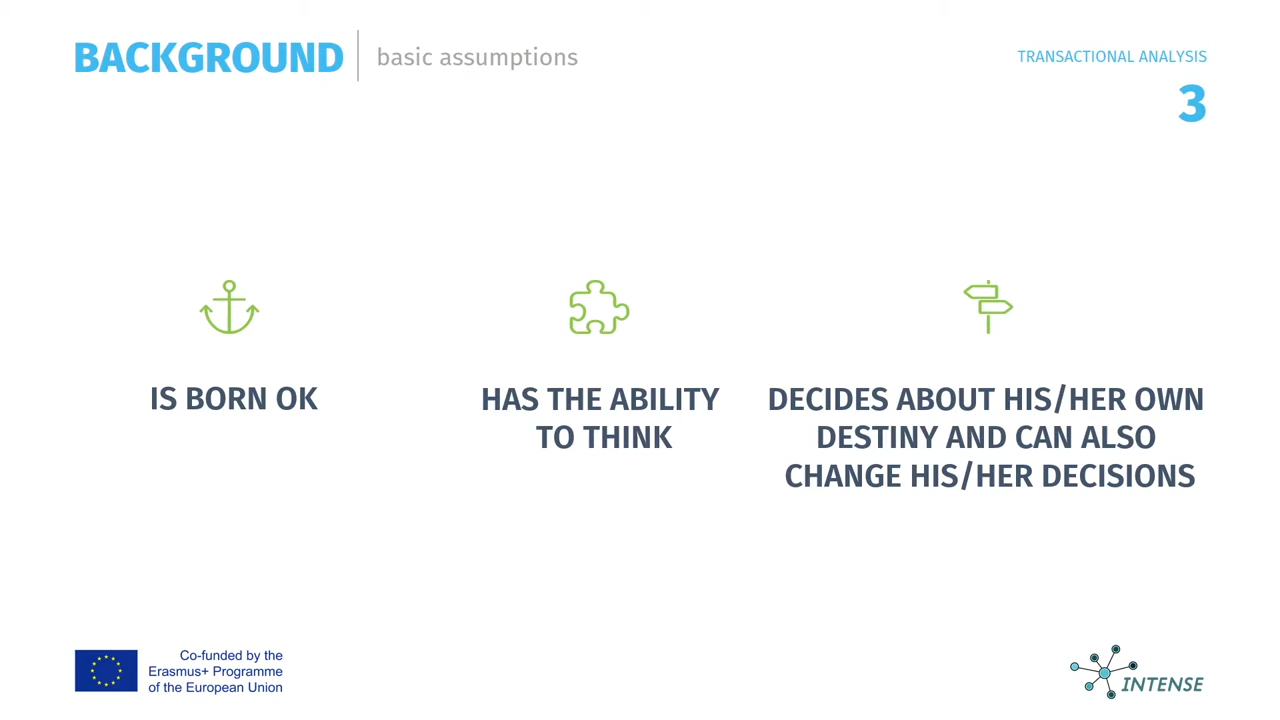 BACKGROUND
basic assumptions
TRANSACTIONAL ANALYSIS
3
IS BORN OK
HAS THE ABILITY
TO THINK
DECIDES ABOUT HIS/HER OWN
DESTINY AND CAN ALSO
CHANGE HIS/HER DECISIONS
Co-funded by the
Erasmus+ Programme
of the European Union
INTENSE